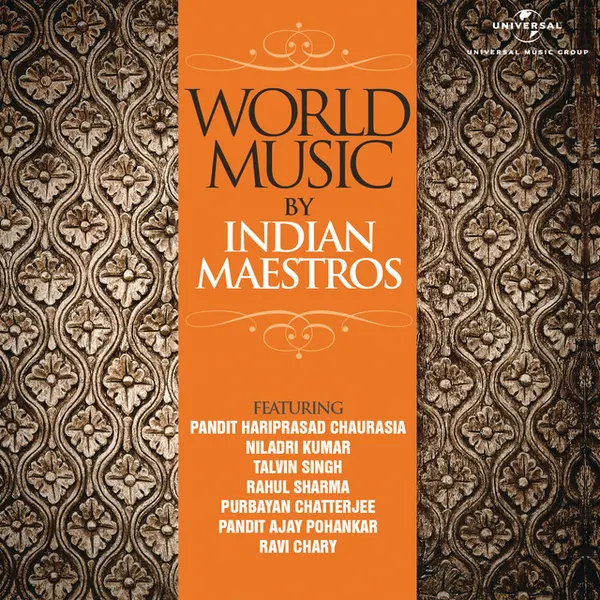 UNIVERSAL
UNIVERSAL MUSIC GROUP
WORLD
MUSIC
BY
INDIAN
MAESTROS
FEATURING
PANDIT HARIPRASAD CHAURASIA
NILADRI KUMAR
TALVIN SINGH
RAHUL SHARMA
PURBAYAN CHATTERJEE
PANDIT AJAY POHANKAR
RAVI CHARY